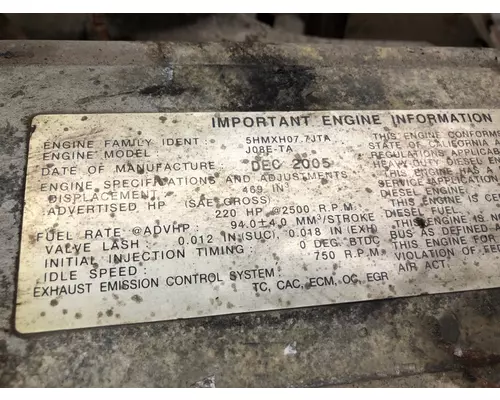 IMPORTANT ENGINE INFORMATION
ENGINE FAMILY IDENT: 5HMXH07.7JTA
ENGINE MODEL: J08E-TA
DATE OF MANUFACTURE: DEC 2005
ENGINE SPECIFICATIONS AND ADJUSTMENTS
DISPLACEMENT: 469 IN³
ADVERTISED HP (SAE GROSS)
220 HP @2500 R.P.M.
FUEL RATE @ADVHP: 94.0±4.0 MM³/STROKE
VALVE LASH: 0.012 IN(SUC), 0.018 IN(EXH)
INITIAL INJECTION TIMING: 0 DEG. BTDC
IDLE SPEED: 750 R.P.M.
EXHAUST EMISSION CONTROL SYSTEM:
TC, CAC, ECM, OC, EGR
THIS ENGINE CONFORM
STATE OF CALIFORNIA
REGULATIONS APPLICAB
HEAVY DUTY DIESEL E
THIS ENGINE HAS A
SERVICE APPLICATION
DIESEL ENGINE.
THIS ENGINE IS CE
DIESEL FUEL.
THIS ENGINE IS N
BUS AS DEFINED A
THIS ENGINE FOR
VIOLATION OF FED
AIR ACT.